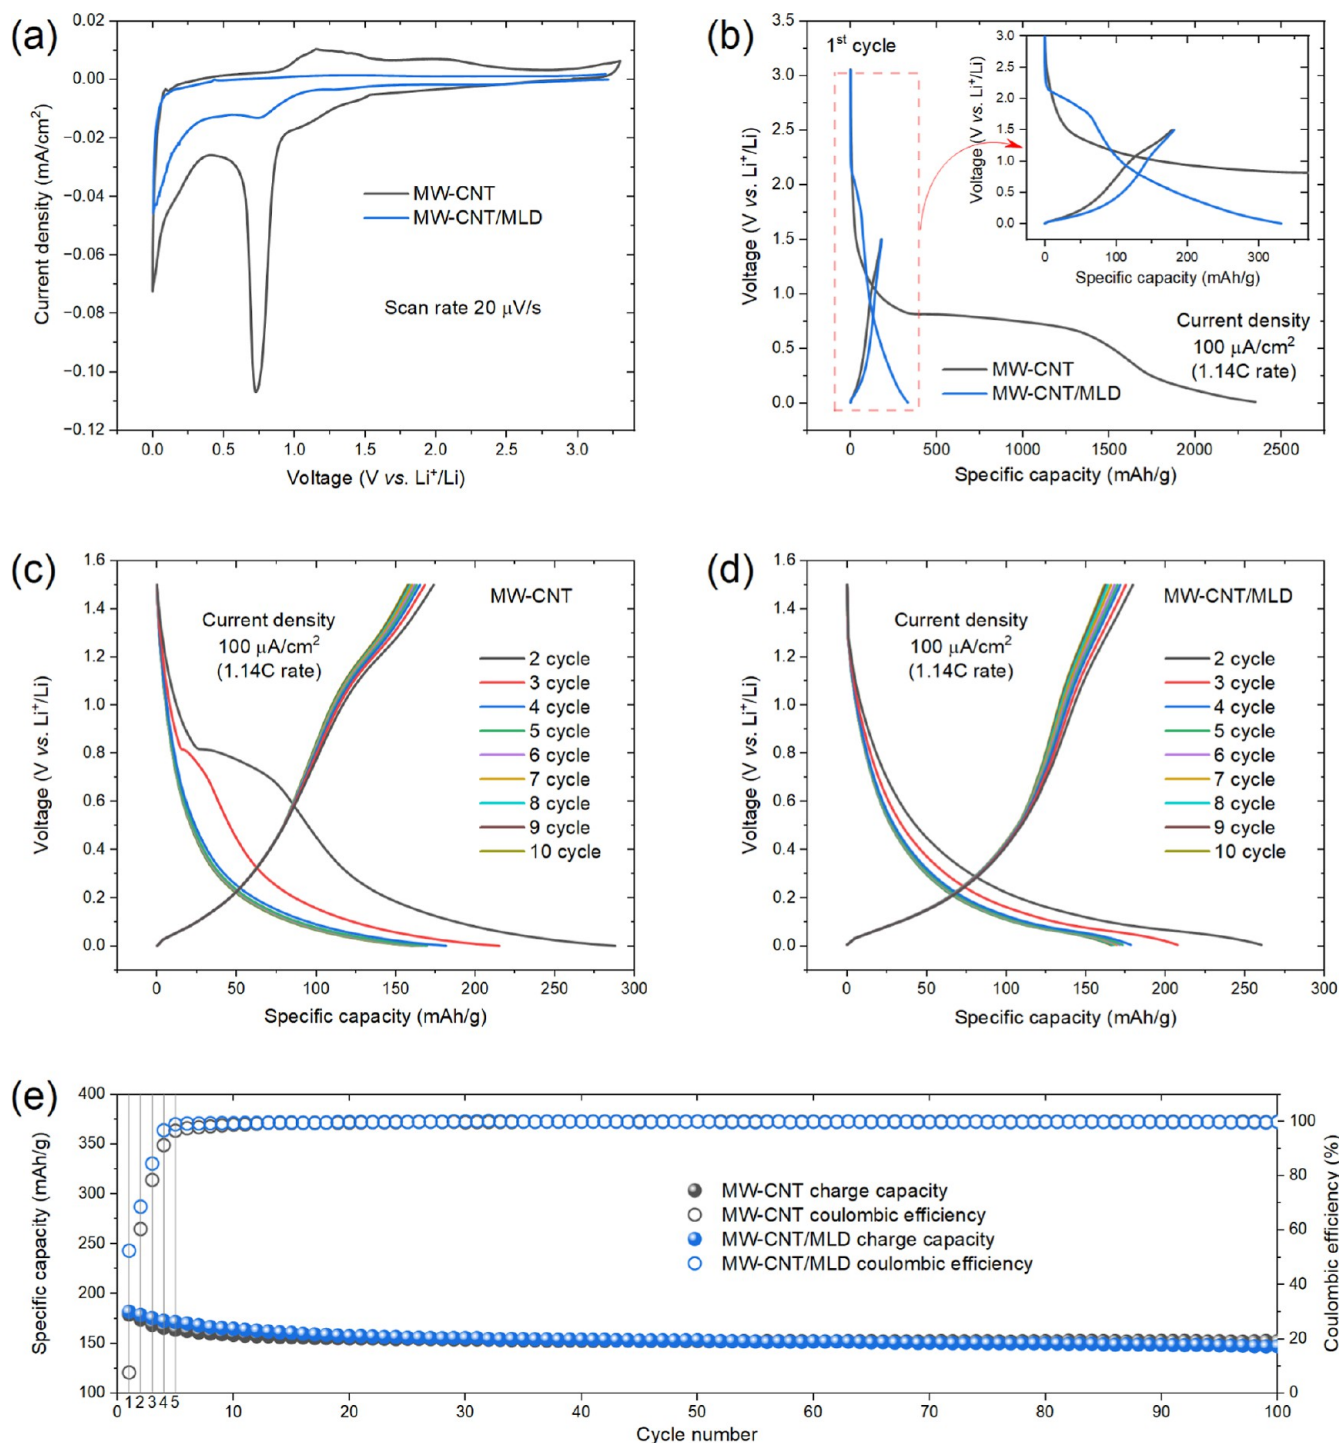 (a)
0.02
0.00
−0.02
−0.04
−0.06
−0.08
−0.10
−0.12
Current density (mA/cm²)
MW-CNT
MW-CNT/MLD
Scan rate 20 μV/s
0.0 0.5 1.0 1.5 2.0 2.5 3.0
Voltage (V vs. Li⁺/Li)
(b)
3.5
3.0
2.5
2.0
1.5
1.0
0.5
0.0
Voltage (V vs. Li⁺/Li)
1st cycle
3.0
2.5
2.0
1.5
1.0
0.5
0.0
Voltage (V vs. Li⁺/Li)
0 100 200 300
Specific capacity (mAh/g)
Current density
100 μA/cm²
(1.14C rate)
MW-CNT
MW-CNT/MLD
0 500 1000 1500 2000 2500
Specific capacity (mAh/g)
(c)
1.6
1.4
1.2
1.0
0.8
0.6
0.4
0.2
0.0
Voltage (V vs. Li⁺/Li)
Current density
100 μA/cm²
(1.14C rate)
MW-CNT
2 cycle
3 cycle
4 cycle
5 cycle
6 cycle
7 cycle
8 cycle
9 cycle
10 cycle
0 50 100 150 200 250 300
Specific capacity (mAh/g)
(d)
1.6
1.4
1.2
1.0
0.8
0.6
0.4
0.2
0.0
Voltage (V vs. Li⁺/Li)
Current density
100 μA/cm²
(1.14C rate)
MW-CNT/MLD
2 cycle
3 cycle
4 cycle
5 cycle
6 cycle
7 cycle
8 cycle
9 cycle
10 cycle
0 50 100 150 200 250 300
Specific capacity (mAh/g)
(e)
400
350
300
250
200
150
100
Specific capacity (mAh/g)
MW-CNT charge capacity
MW-CNT coulombic efficiency
MW-CNT/MLD charge capacity
MW-CNT/MLD coulombic efficiency
100
80
60
40
20
0
Coulombic efficiency (%)
1 2 3 4 5
0 10 20 30 40 50 60 70 80 90 100
Cycle number